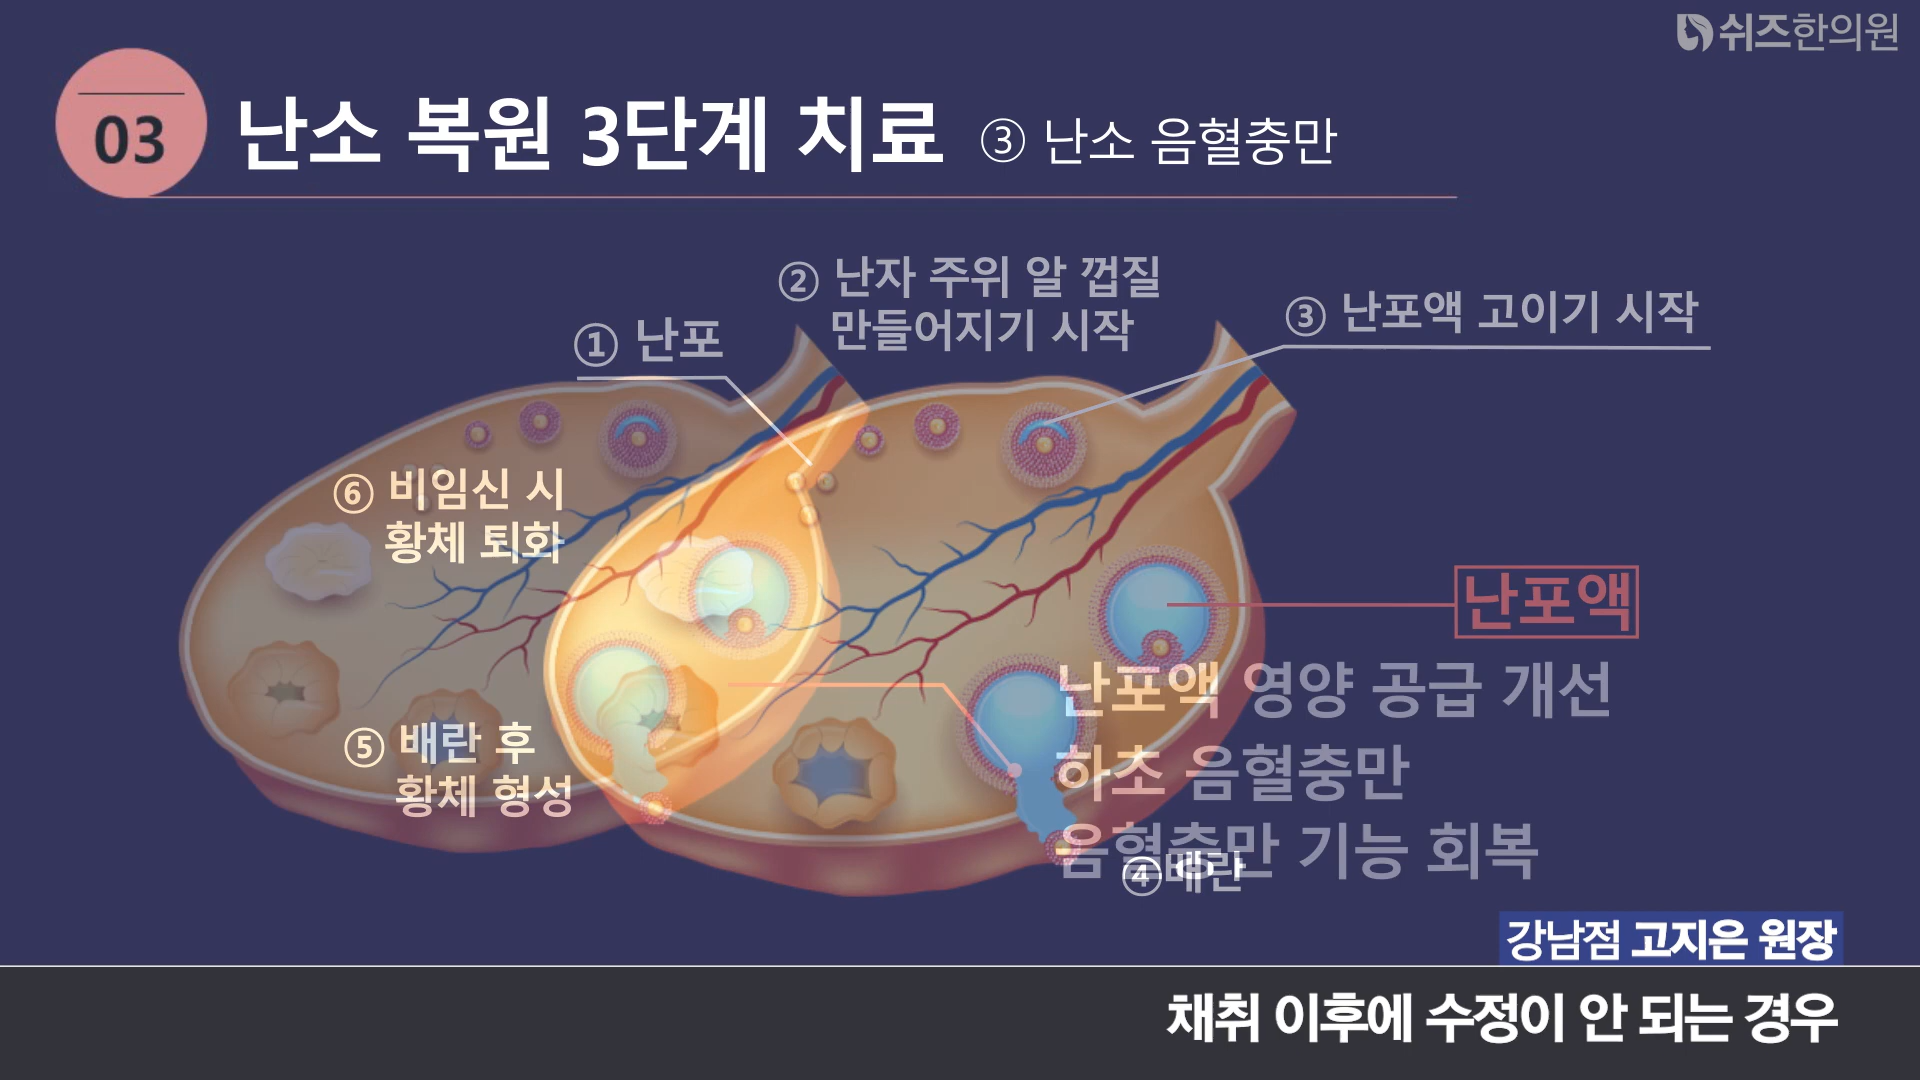 쉬즈한의원
03
난소 복원 3단계 치료 ③ 난소 음혈충만
② 난자 주위 알 껍질
만들어지기 시작
③ 난포액 고이기 시작
① 난포
⑥ 비임신 시
황체 퇴화
난포액
난포액 영양 공급 개선
⑤ 배란 후
황체 형성
하초 음혈충만
음혈충만 기능 회복
④배란
강남점 고지은 원장
채취 이후에 수정이 안 되는 경우